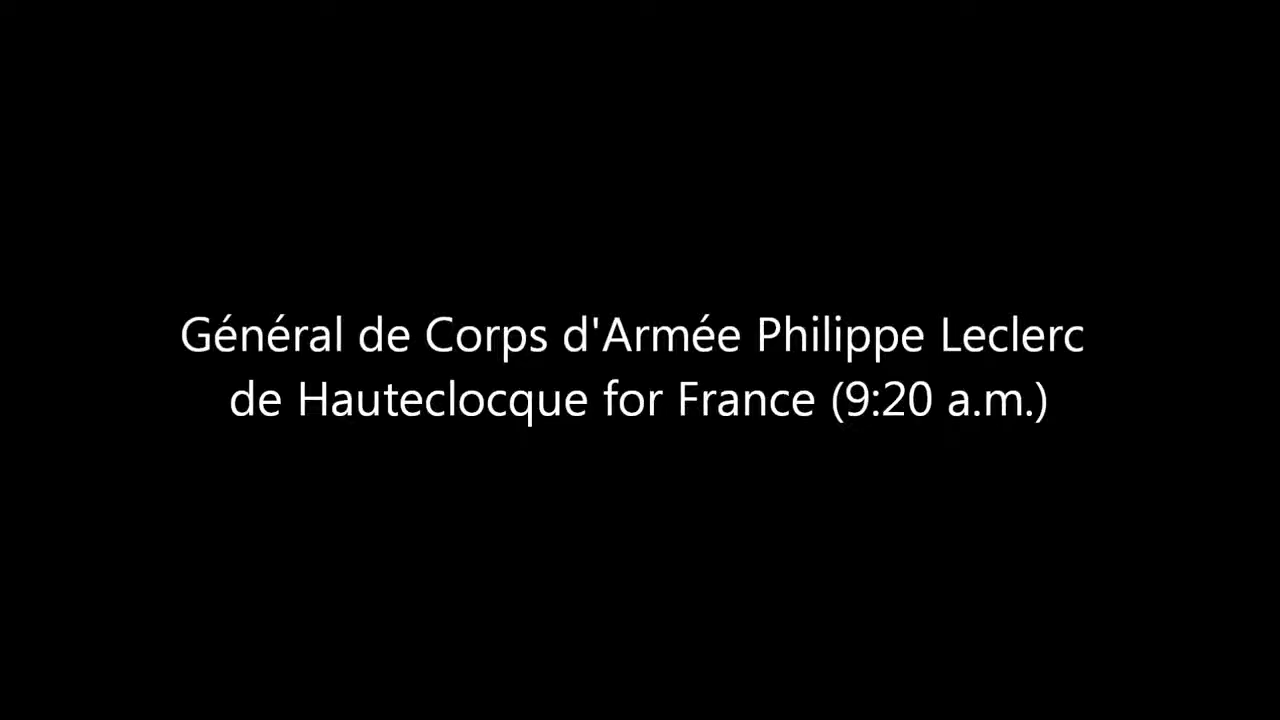 Général de Corps d'Armée Philippe Leclerc
de Hauteclocque for France (9:20 a.m.)